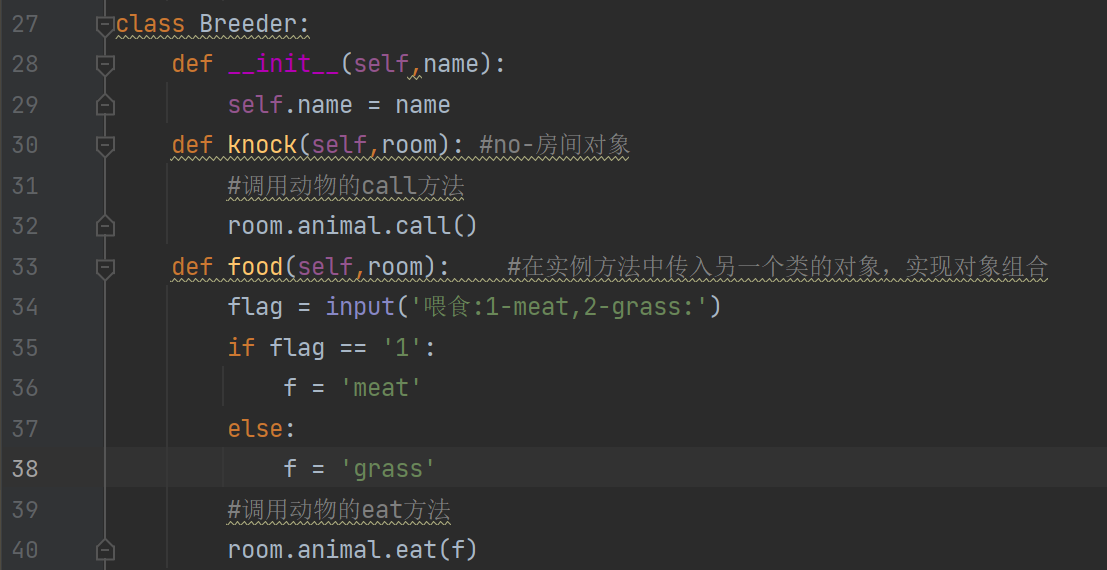 27 class Breeder:
28     def __init__(self,name):
29         self.name = name
30     def knock(self,room): #no-房间对象
31         #调用动物的call方法
32         room.animal.call()
33     def food(self,room):    #在实例方法中传入另一个类的对象，实现对象组合
34         flag = input('喂食:1-meat,2-grass:')
35         if flag == '1':
36             f = 'meat'
37         else:
38             f = 'grass'
39         #调用动物的eat方法
40         room.animal.eat(f)